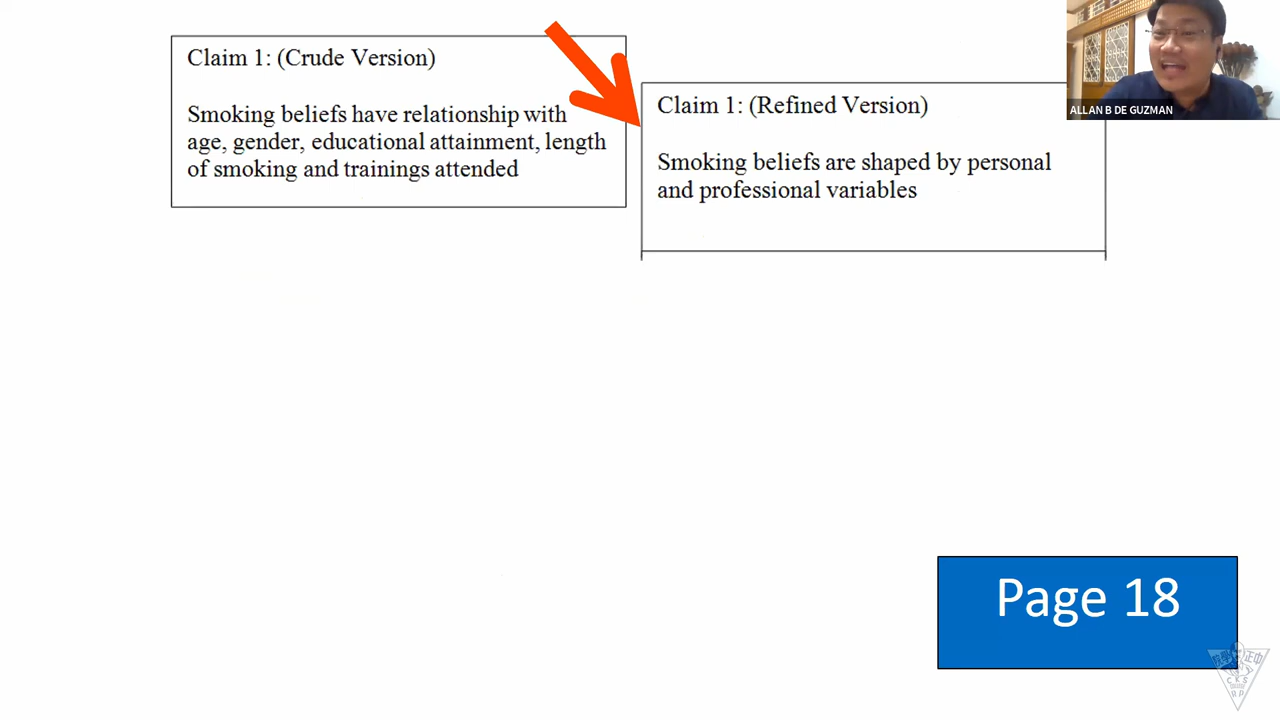 Claim 1: (Crude Version)
Smoking beliefs have relationship with
age, gender, educational attainment, length
of smoking and trainings attended
Claim 1: (Refined Version)
Smoking beliefs are shaped by personal
and professional variables
ALLAN B DE GUZMAN
Page 18
C K S
R P